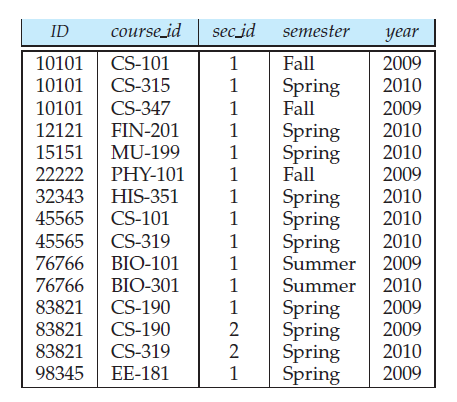 ID course_id sec_id semester year
10101 CS-101 1 Fall 2009
10101 CS-315 1 Spring 2010
10101 CS-347 1 Fall 2009
12121 FIN-201 1 Spring 2010
15151 MU-199 1 Spring 2010
22222 PHY-101 1 Fall 2009
32343 HIS-351 1 Spring 2010
45565 CS-101 1 Spring 2010
45565 CS-319 1 Spring 2010
76766 BIO-101 1 Summer 2009
76766 BIO-301 1 Summer 2010
83821 CS-190 1 Spring 2009
83821 CS-190 2 Spring 2009
83821 CS-319 2 Spring 2010
98345 EE-181 1 Spring 2009